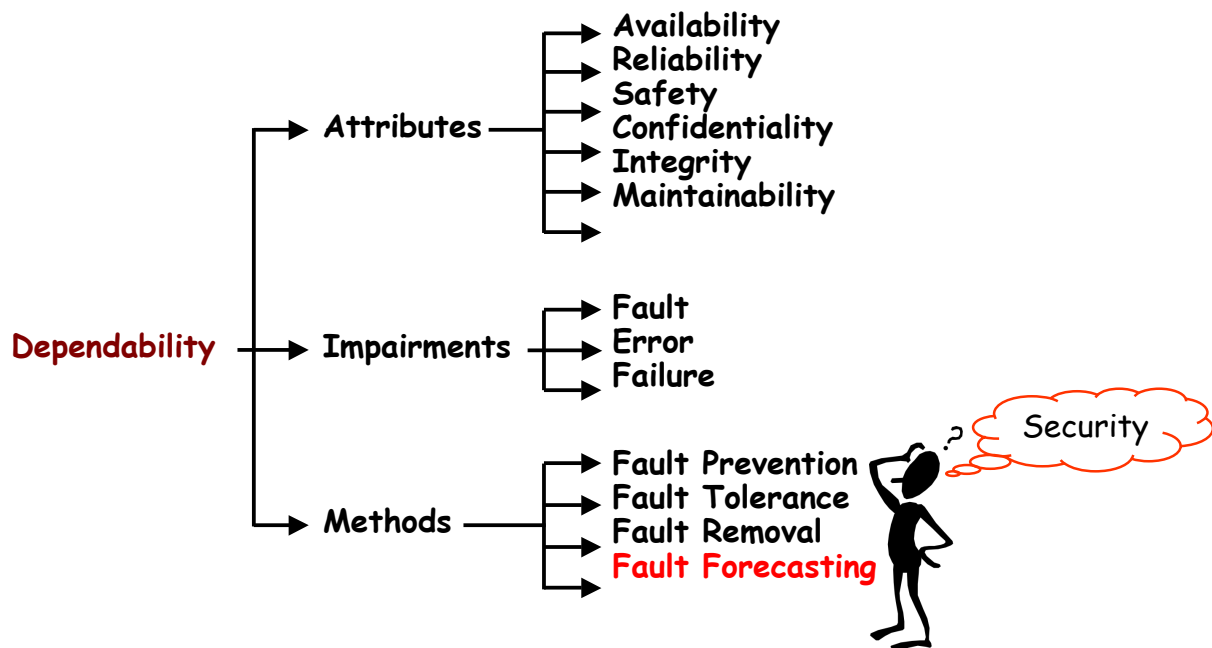 Availability
Reliability
Safety
Attributes
Confidentiality
Integrity
Maintainability
Fault
Dependability
Impairments
Error
Failure
Security
?
Fault Prevention
Fault Tolerance
Methods
Fault Removal
Fault Forecasting